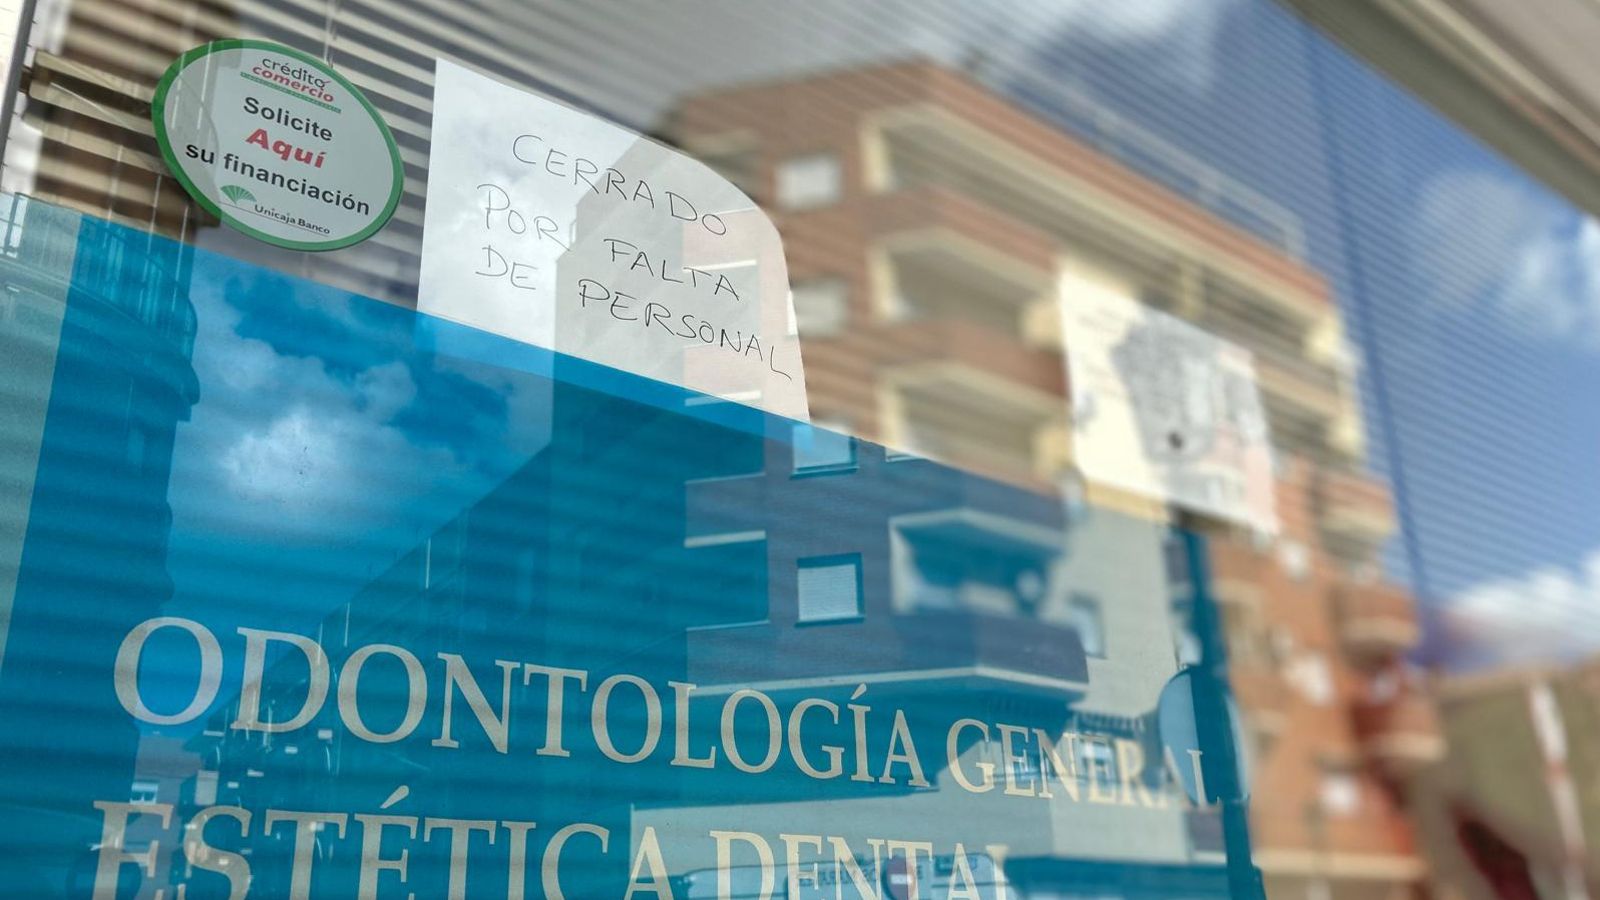 crédito
comercio
Solicite
Aquí
su financiación
Unicaja Banco
CERRADO
POR FALTA
DE PERSONAL
ODONTOLOGÍA GENERAL
ESTÉTICA DENTAL